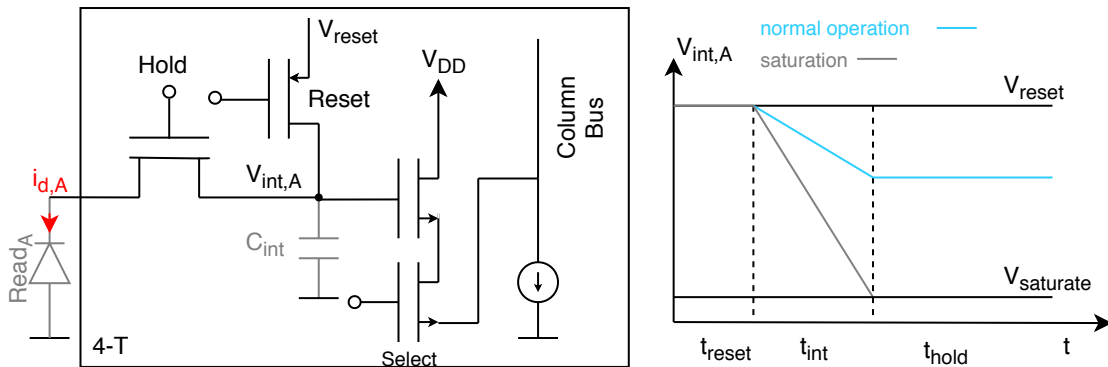 V_reset
Hold
V_DD
Reset
Column
Bus
i_d,A
V_int,A
C_int
Read_A
4-T
Select
normal operation
V_int,A
saturation
V_reset
V_saturate
t_reset
t_int
t_hold
t